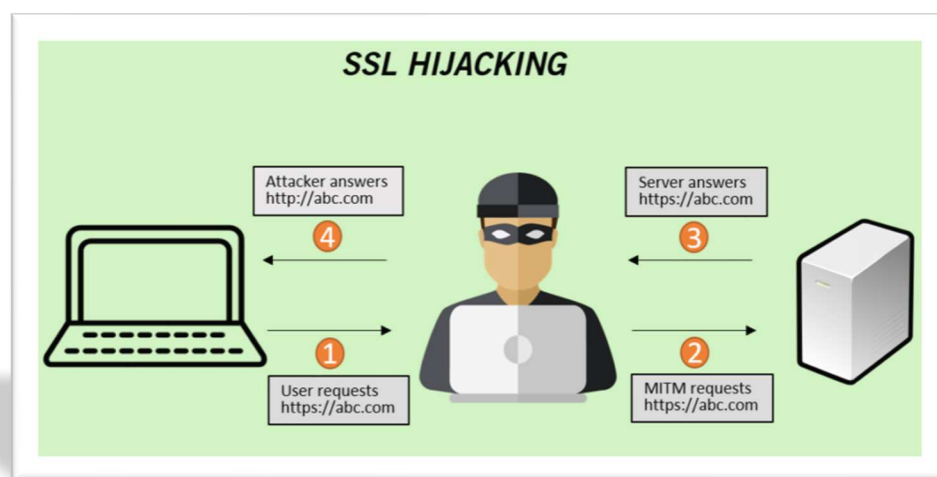 SSL HIJACKING
Attacker answers
http://abc.com
4
Server answers
https://abc.com
3
1
User requests
https://abc.com
2
MITM requests
https://abc.com